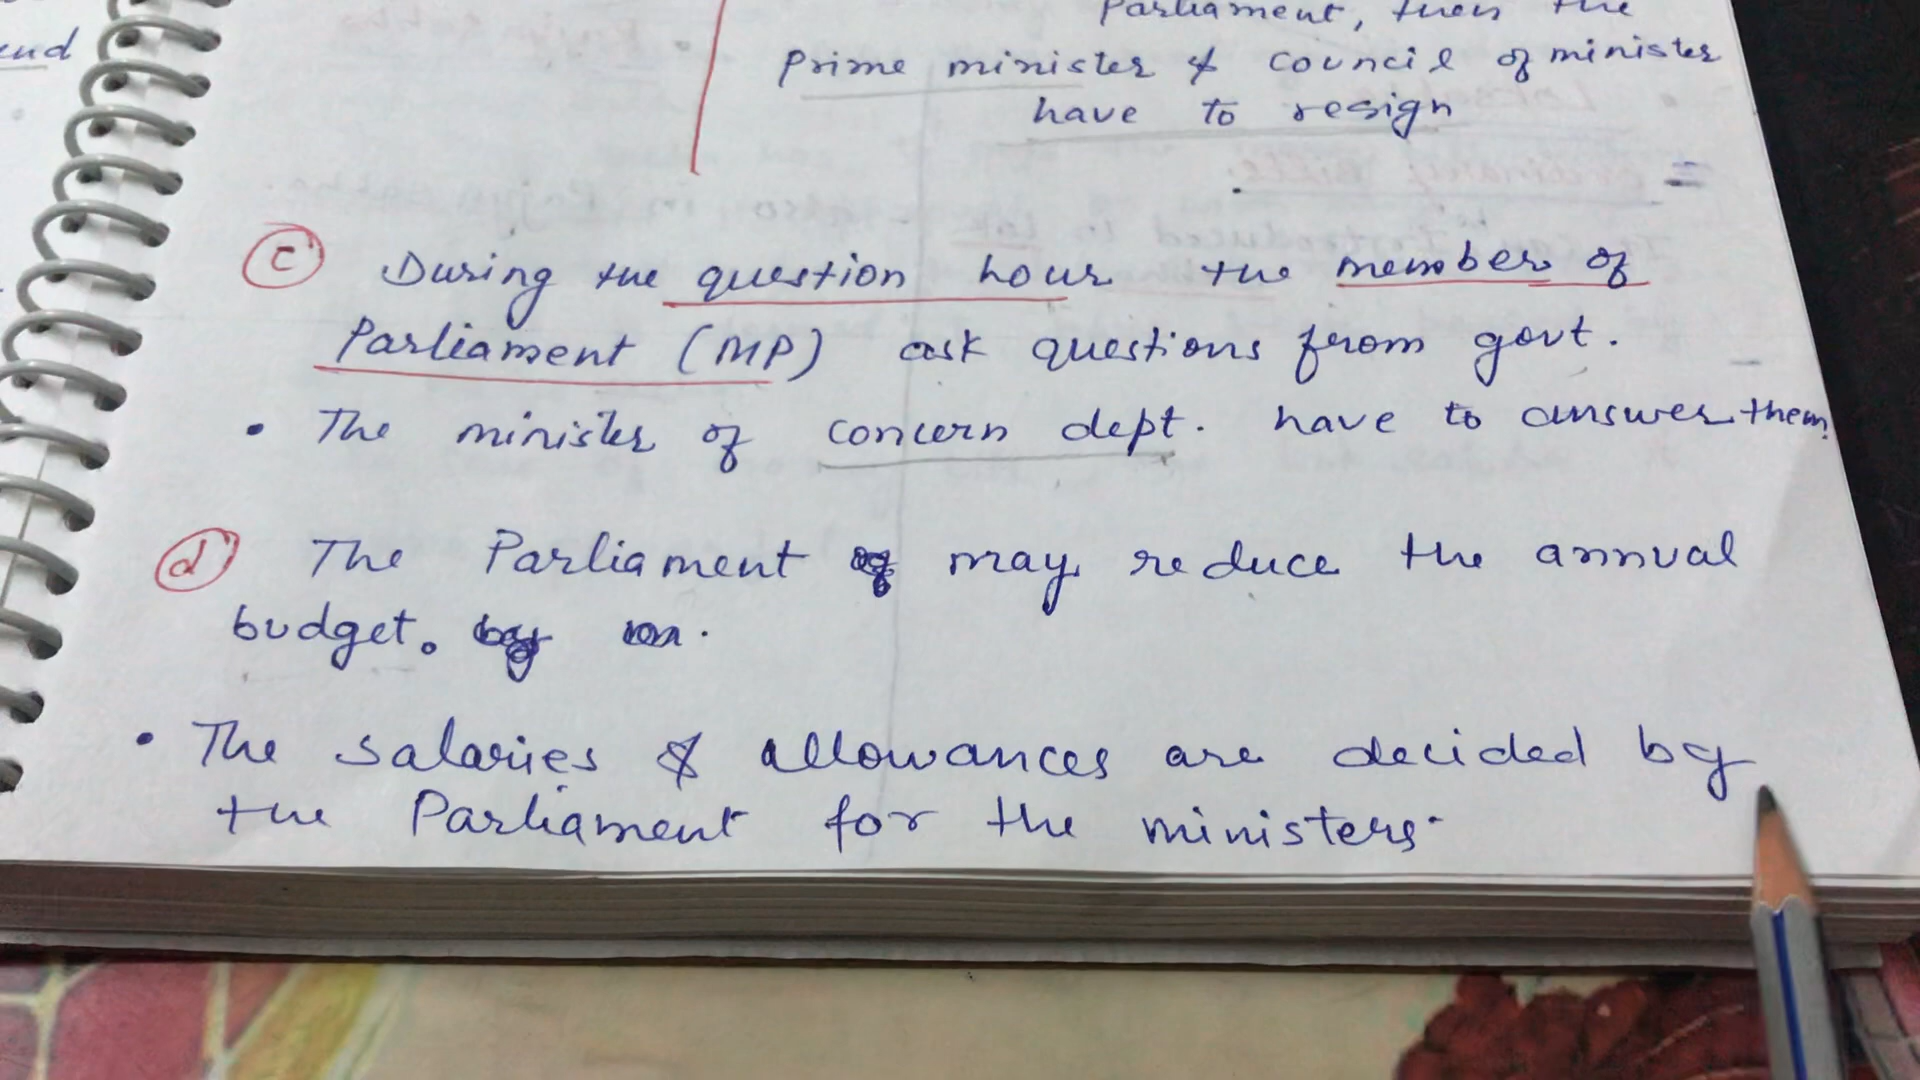 end
Parliament, then the
Prime minister & council of minister
have to resign
c During the question hour the member of
Parliament (MP) ask questions from govt.
• The minister of concern dept. have to answer them.
d The Parliament may reduce the annual
budget.
• The salaries & allowances are decided by
the Parliament for the ministers.